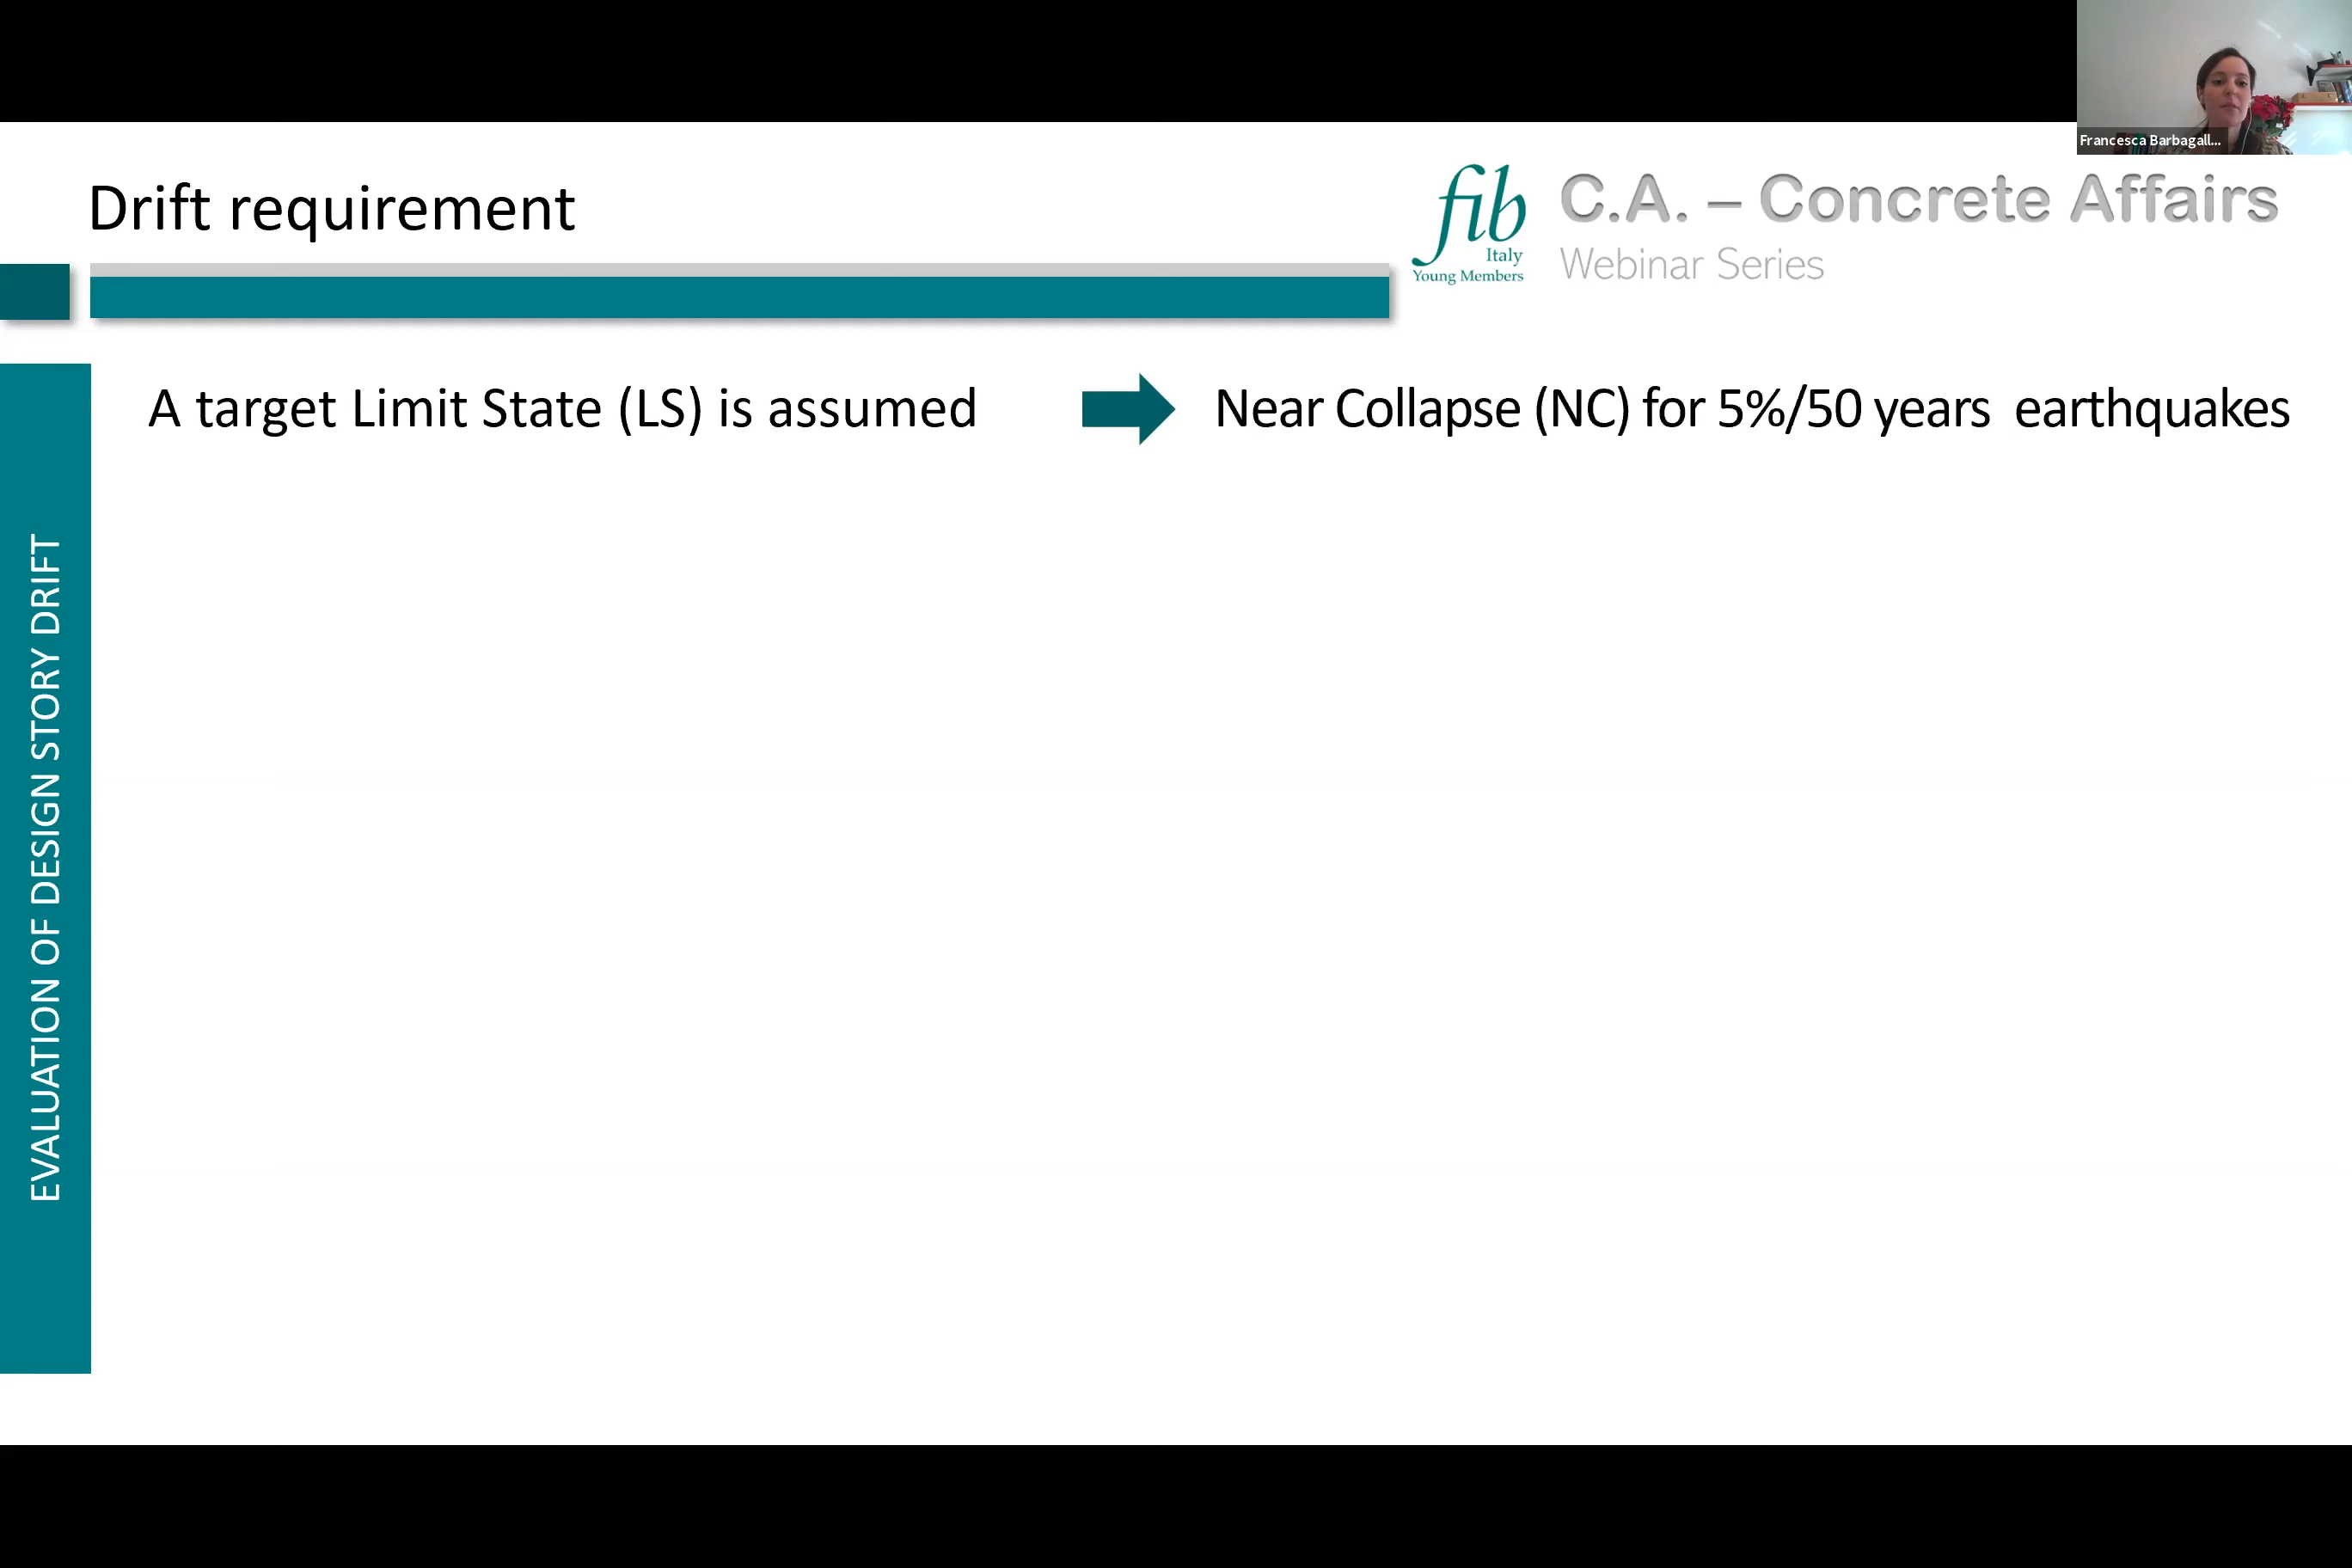 Francesca Barbagall...
Drift requirement
fib
Italy
Young Members
C.A. – Concrete Affairs
Webinar Series
A target Limit State (LS) is assumed
Near Collapse (NC) for 5%/50 years earthquakes
EVALUATION OF DESIGN STORY DRIFT